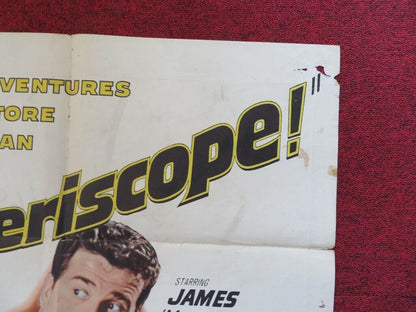 VENTURES
TORE
AN
eriscope!"
STARRING
JAMES